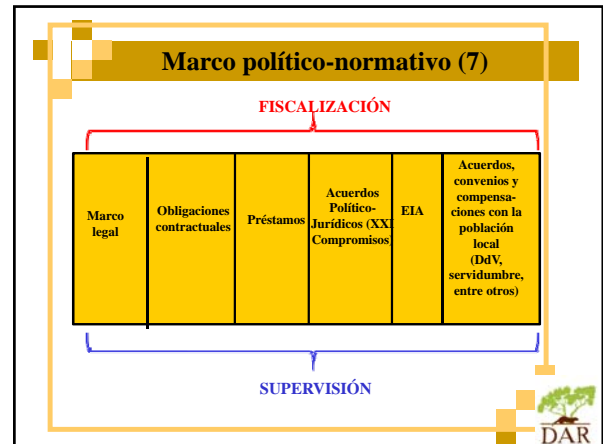 Marco político-normativo (7)
FISCALIZACIÓN
Marco
legal
Obligaciones
contractuales
Préstamos
Acuerdos
Político-
Jurídicos (XXI
Compromisos)
EIA
Acuerdos,
convenios y
compensa-
ciones con la
población
local
(DdV,
servidumbre,
entre otros)
SUPERVISIÓN
DAR